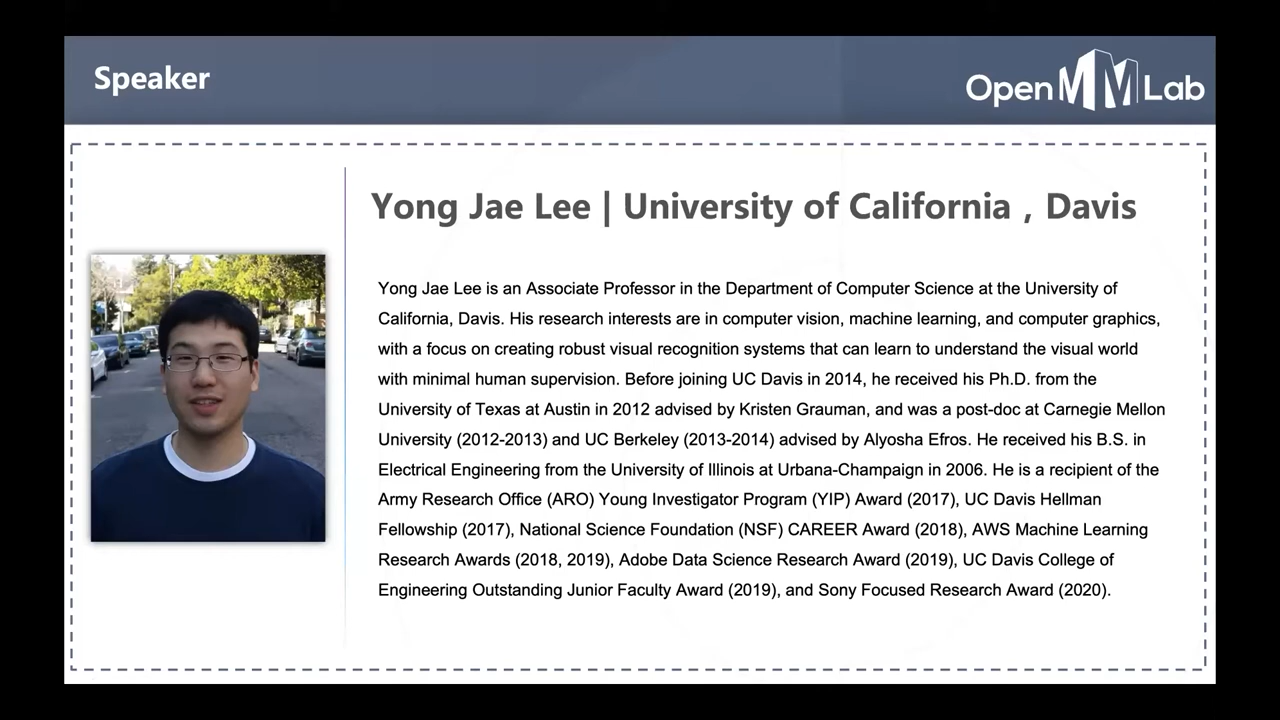 Speaker
OpenMMLab
Yong Jae Lee | University of California , Davis
Yong Jae Lee is an Associate Professor in the Department of Computer Science at the University of
California, Davis. His research interests are in computer vision, machine learning, and computer graphics,
with a focus on creating robust visual recognition systems that can learn to understand the visual world
with minimal human supervision. Before joining UC Davis in 2014, he received his Ph.D. from the
University of Texas at Austin in 2012 advised by Kristen Grauman, and was a post-doc at Carnegie Mellon
University (2012-2013) and UC Berkeley (2013-2014) advised by Alyosha Efros. He received his B.S. in
Electrical Engineering from the University of Illinois at Urbana-Champaign in 2006. He is a recipient of the
Army Research Office (ARO) Young Investigator Program (YIP) Award (2017), UC Davis Hellman
Fellowship (2017), National Science Foundation (NSF) CAREER Award (2018), AWS Machine Learning
Research Awards (2018, 2019), Adobe Data Science Research Award (2019), UC Davis College of
Engineering Outstanding Junior Faculty Award (2019), and Sony Focused Research Award (2020).